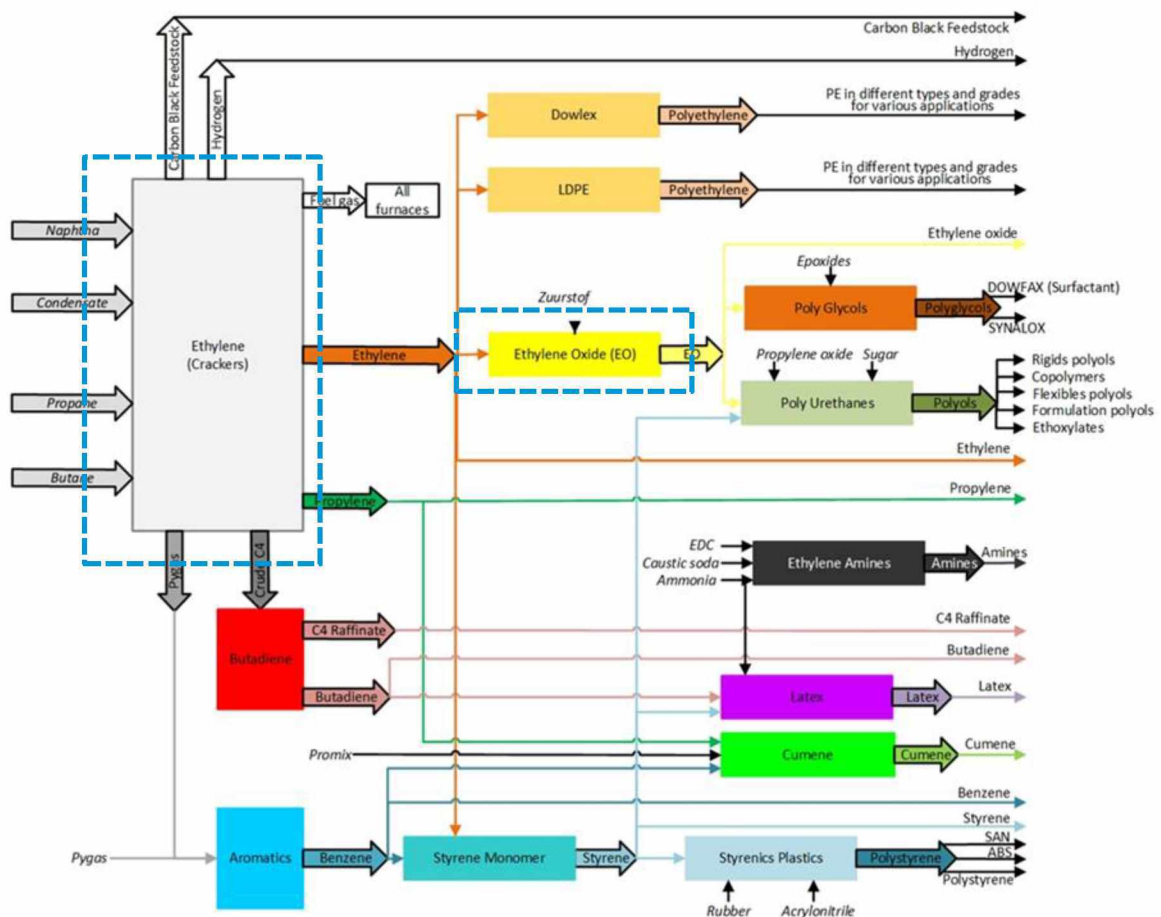 Carbon Black Feedstock
Carbon Black Feedstock
Hydrogen
Hydrogen
Dowlex
Polyethylene
PE in different types and grades
for various applications
LDPE
Polyethylene
PE in different types and grades
for various applications
Fuel gas
All
furnaces
Naphtha
Condensate
Propane
Butane
Ethylene
(Crackers)
Ethylene
Zuurstof
Ethylene Oxide (EO)
EO
Ethylene oxide
Epoxides
Poly Glycols
Polyglycols
DOWFAX (Surfactant)
SYNALOX
Propylene oxide
Sugar
Poly Urethanes
Polyols
Rigids polyols
Copolymers
Flexibles polyols
Formulation polyols
Ethoxylates
Ethylene
Propylene
Propylene
EDC
Caustic soda
Ammonia
Ethylene Amines
Amines
Amines
Pygas
Crude C4
Butadiene
C4 Raffinate
C4 Raffinate
Butadiene
Butadiene
Latex
Latex
Latex
Promix
Cumene
Cumene
Cumene
Benzene
Styrene
Pygas
Aromatics
Benzene
Styrene Monomer
Styrene
Styrenics Plastics
Polystyrene
SAN
ABS
Polystyrene
Rubber
Acrylonitrile